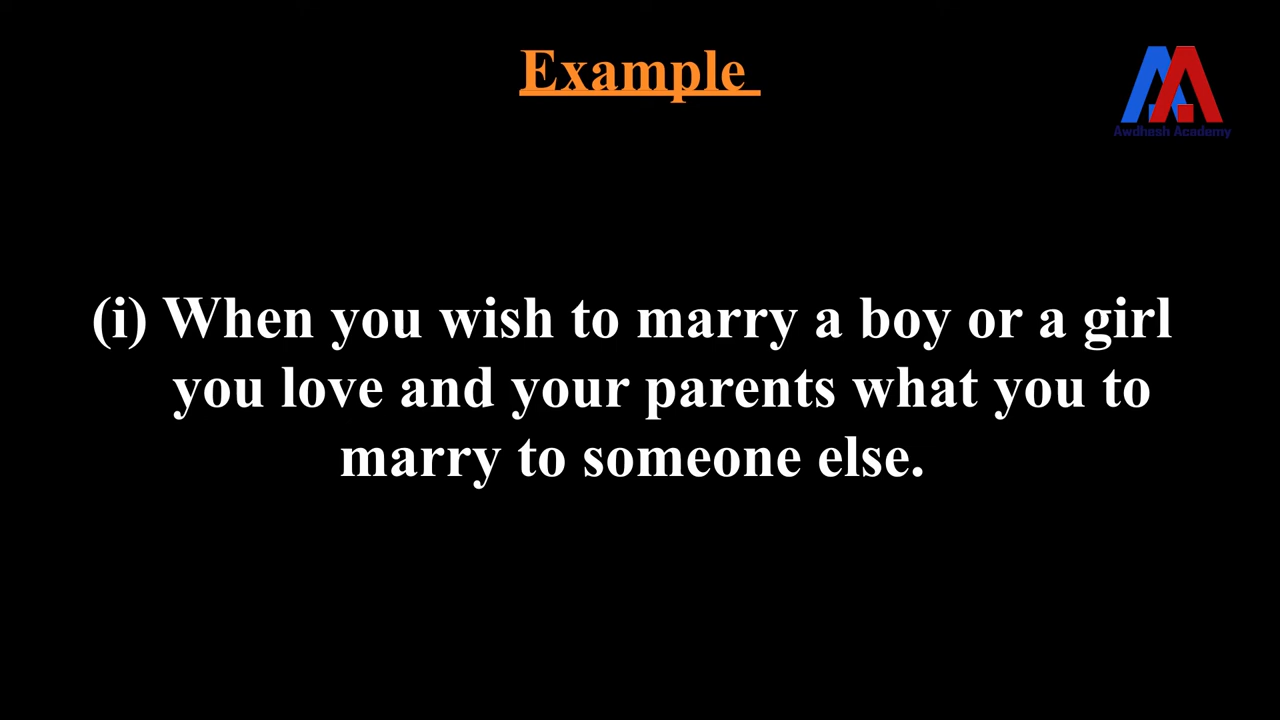 Example
Awdhesh Academy
(i) When you wish to marry a boy or a girl
you love and your parents what you to
marry to someone else.